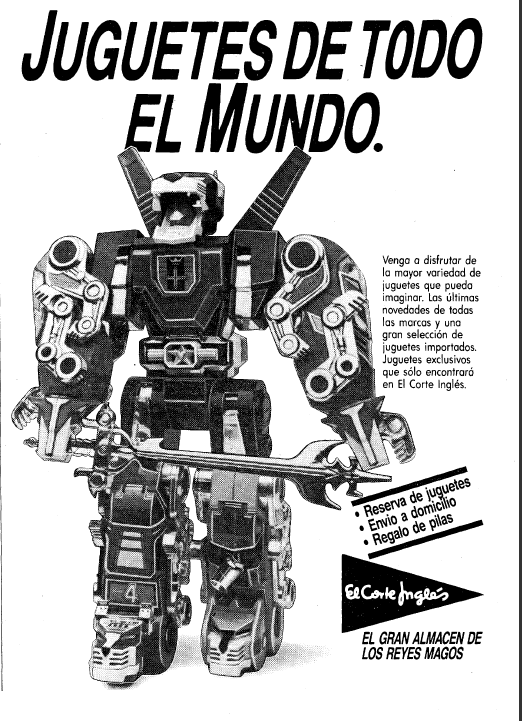 JUGUETES DE TODO
EL MUNDO.
Venga a disfrutar de
la mayor variedad de
juguetes que pueda
imaginar. Las últimas
novedades de todas
las marcas y una
gran selección de
juguetes importados.
Juguetes exclusivos
que sólo encontrará
en El Corte Inglés.
• Reserva de juguetes
• Envio a domicilio
• Regalo de pilas
4
El Corte Inglés
EL GRAN ALMACEN DE
LOS REYES MAGOS